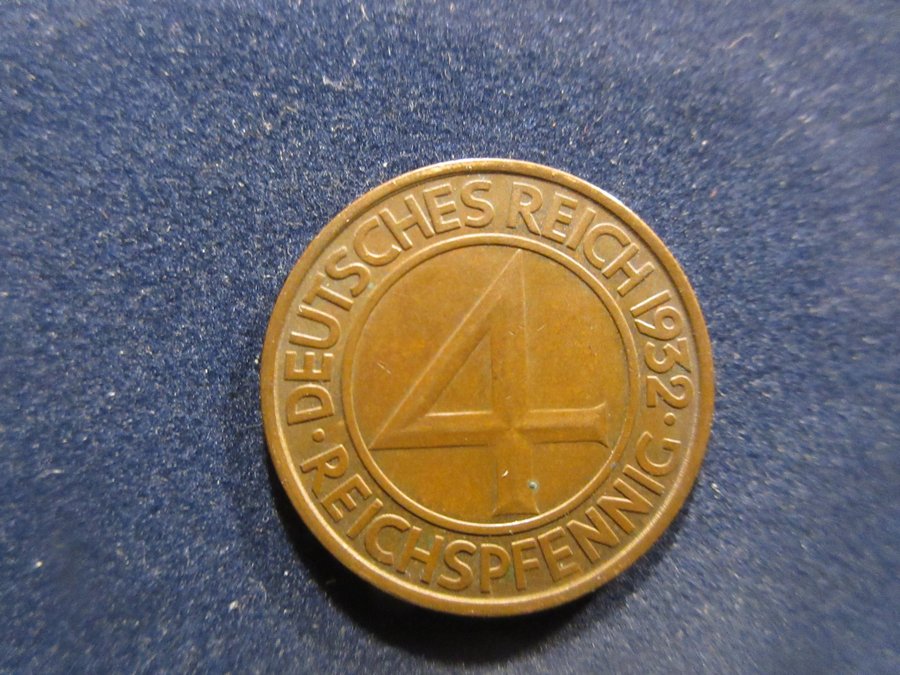 DEUTSCHES REICH 1932
· REICHSPFENNIG ·
4